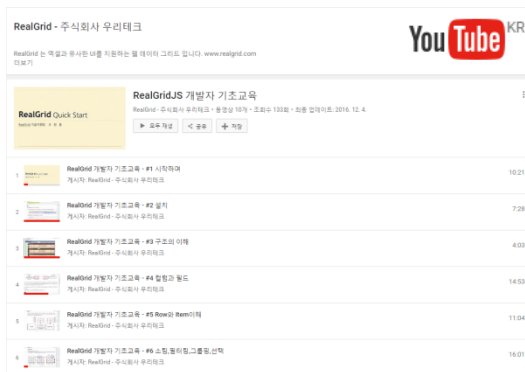 RealGrid - 주식회사 우리테크
YouTube KR
RealGrid 는 엑셀과 유사한 UI를 지원하는 웹 데이터 그리드 입니다. www.realgrid.com
더보기
RealGrid Quick Start
RealGridJS 개발자 기초교육
RealGrid - 주식회사 우리테크 • 동영상 10개 • 조회수 133회 • 최종 업데이트: 2016. 12. 4.
모두 재생 공유 저장
1 RealGrid 개발자 기초교육 - #1 시작하며 10:21
게시자: RealGrid - 주식회사 우리테크
2 RealGrid 개발자 기초교육 - #2 설치 7:28
게시자: RealGrid - 주식회사 우리테크
3 RealGrid 개발자 기초교육 - #3 구조의 이해 4:03
게시자: RealGrid - 주식회사 우리테크
4 RealGrid 개발자 기초교육 - #4 컬럼과 필드 14:53
게시자: RealGrid - 주식회사 우리테크
5 RealGrid 개발자 기초교육 - #5 Row와 Item이해 11:04
게시자: RealGrid - 주식회사 우리테크
6 RealGrid 개발자 기초교육 - #6 소팅,필터링,그룹핑,선택 16:01
게시자: RealGrid - 주식회사 우리테크